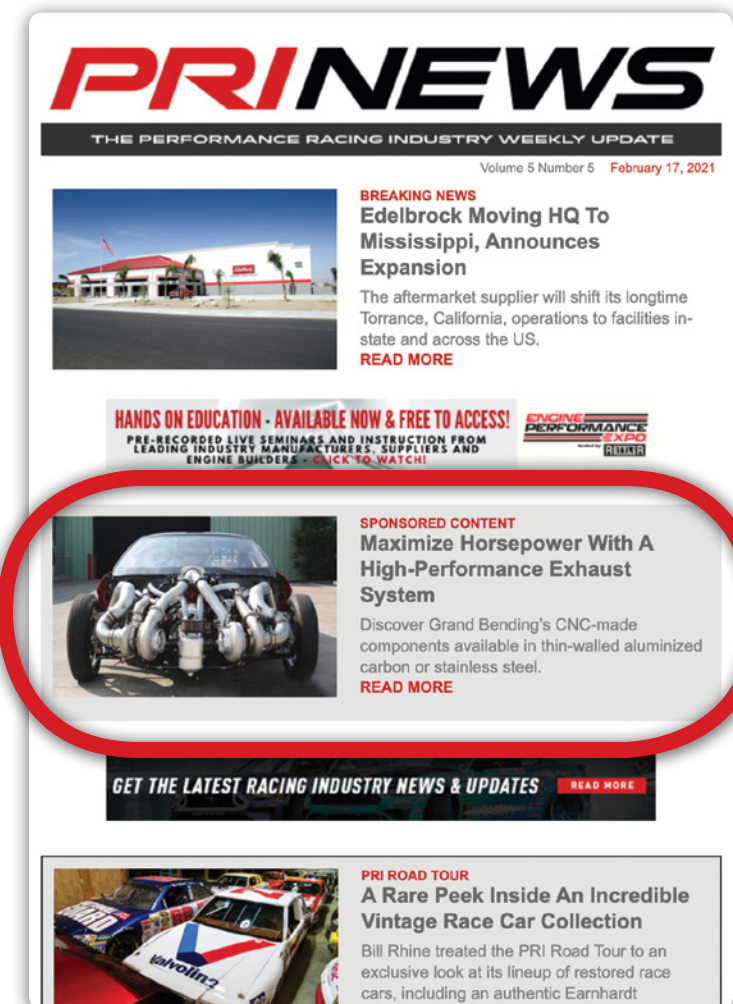 PRINEWS
THE PERFORMANCE RACING INDUSTRY WEEKLY UPDATE
Volume 5 Number 5 February 17, 2021
BREAKING NEWS
Edelbrock Moving HQ To
Mississippi, Announces
Expansion
The aftermarket supplier will shift its longtime
Torrance, California, operations to facilities in-
state and across the US.
READ MORE
HANDS ON EDUCATION - AVAILABLE NOW & FREE TO ACCESS!
PRE-RECORDED LIVE SEMINARS AND INSTRUCTION FROM
LEADING INDUSTRY MANUFACTURERS, SUPPLIERS AND
ENGINE BUILDERS - CLICK TO WATCH!
ENGINE
PERFORMANCE
EXPO
Hosted by
SPONSORED CONTENT
Maximize Horsepower With A
High-Performance Exhaust
System
Discover Grand Bending's CNC-made
components available in thin-walled aluminized
carbon or stainless steel.
READ MORE
GET THE LATEST RACING INDUSTRY NEWS & UPDATES READ MORE
PRI ROAD TOUR
A Rare Peek Inside An Incredible
Vintage Race Car Collection
Bill Rhine treated the PRI Road Tour to an
exclusive look at its lineup of restored race
cars, including an authentic Earnhardt
Valvoline